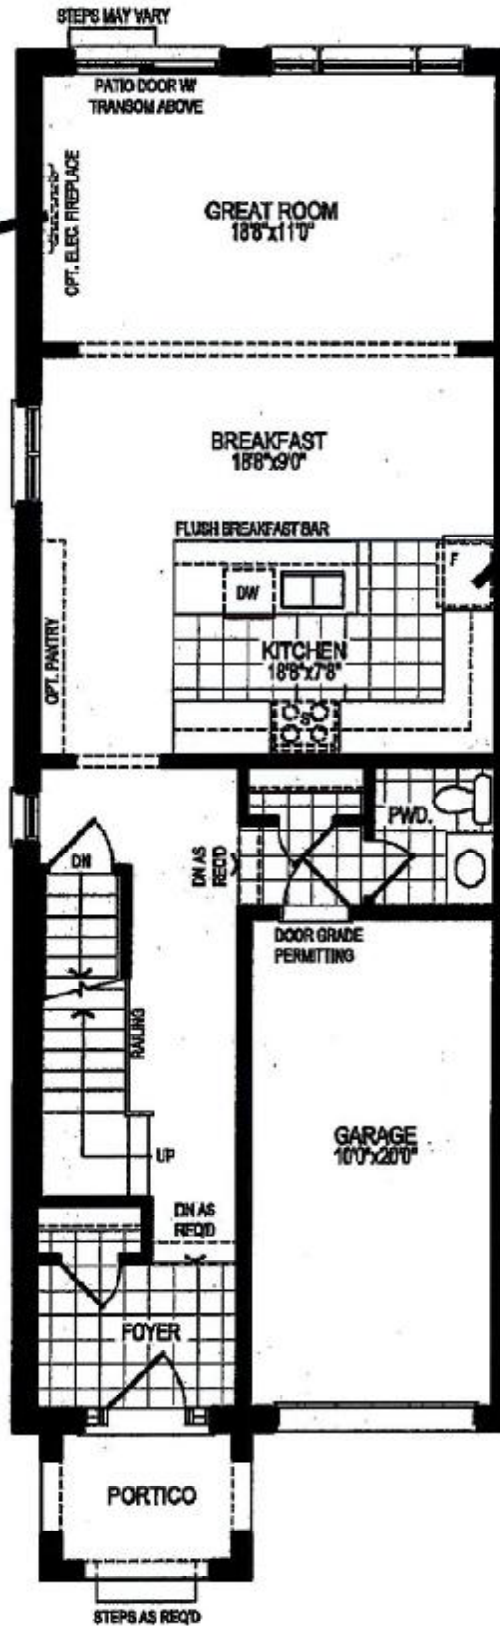 STEPS MAY VARY
PATIO DOOR W/
TRANSOM ABOVE
OPT. ELEC. FIREPLACE
GREAT ROOM
18'8"x11'0"
BREAKFAST
18'8"x9'0"
FLUSH BREAKFAST BAR
F
DW
OPT. PANTRY
KITCHEN
18'8"x7'8"
S
PWD.
DN
DN AS
REQ'D
DOOR GRADE
PERMITTING
RAILING
GARAGE
10'0"x20'0"
UP
DN AS
REQ'D
FOYER
PORTICO
STEPS AS REQ'D